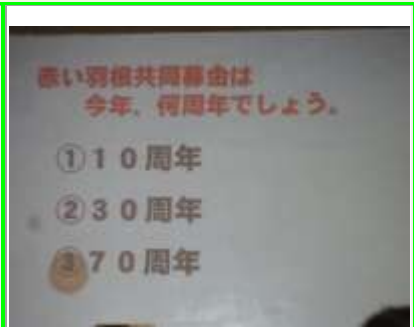 赤い羽根共同募金は
今年、何周年でしょう。
①10周年
②30周年
③70周年